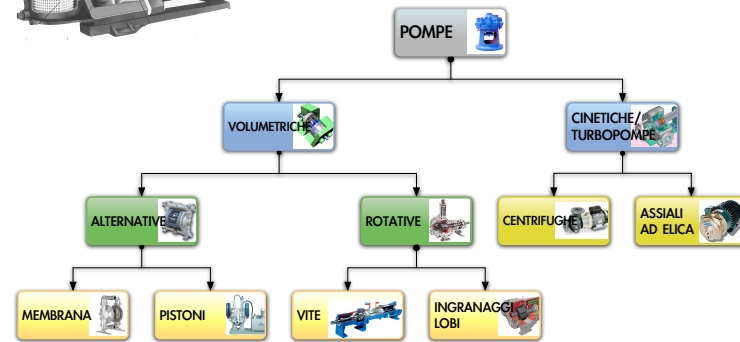 POMPE
VOLUMETRICHE
CINETICHE/
TURBOPOMPE
ALTERNATIVE
ROTATIVE
CENTRIFUGHE
ASSIALI
AD ELICA
MEMBRANA
PISTONI
VITE
INGRANAGGI
LOBI